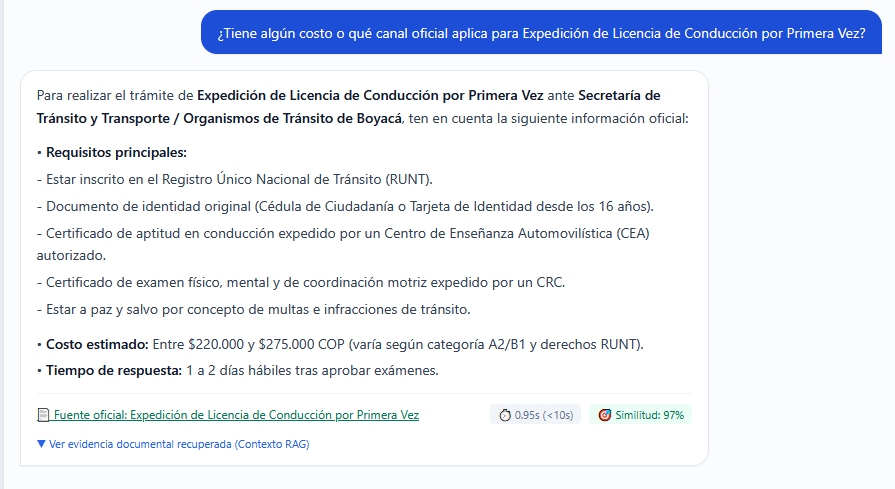 ¿Tiene algún costo o qué canal oficial aplica para Expedición de Licencia de Conducción por Primera Vez?
Para realizar el trámite de Expedición de Licencia de Conducción por Primera Vez ante Secretaría de
Tránsito y Transporte / Organismos de Tránsito de Boyacá, ten en cuenta la siguiente información oficial:
• Requisitos principales:
- Estar inscrito en el Registro Único Nacional de Tránsito (RUNT).
- Documento de identidad original (Cédula de Ciudadanía o Tarjeta de Identidad desde los 16 años).
- Certificado de aptitud en conducción expedido por un Centro de Enseñanza Automovilística (CEA)
autorizado.
- Certificado de examen físico, mental y de coordinación motriz expedido por un CRC.
- Estar a paz y salvo por concepto de multas e infracciones de tránsito.
• Costo estimado: Entre $220.000 y $275.000 COP (varía según categoría A2/B1 y derechos RUNT).
• Tiempo de respuesta: 1 a 2 días hábiles tras aprobar exámenes.
Fuente oficial: Expedición de Licencia de Conducción por Primera Vez 0.95s (<10s) Similitud: 97%
▼ Ver evidencia documental recuperada (Contexto RAG)